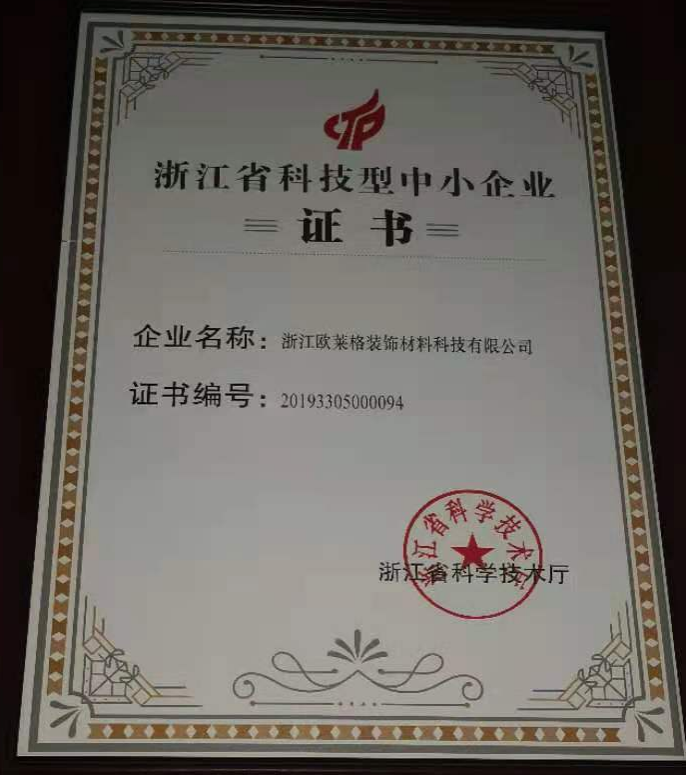 CTP
浙江省科技型中小企业
证书
企业名称：浙江欧莱格装饰材料科技有限公司
证书编号：20193305000094
浙江省科学技术厅
浙江省科学技术厅